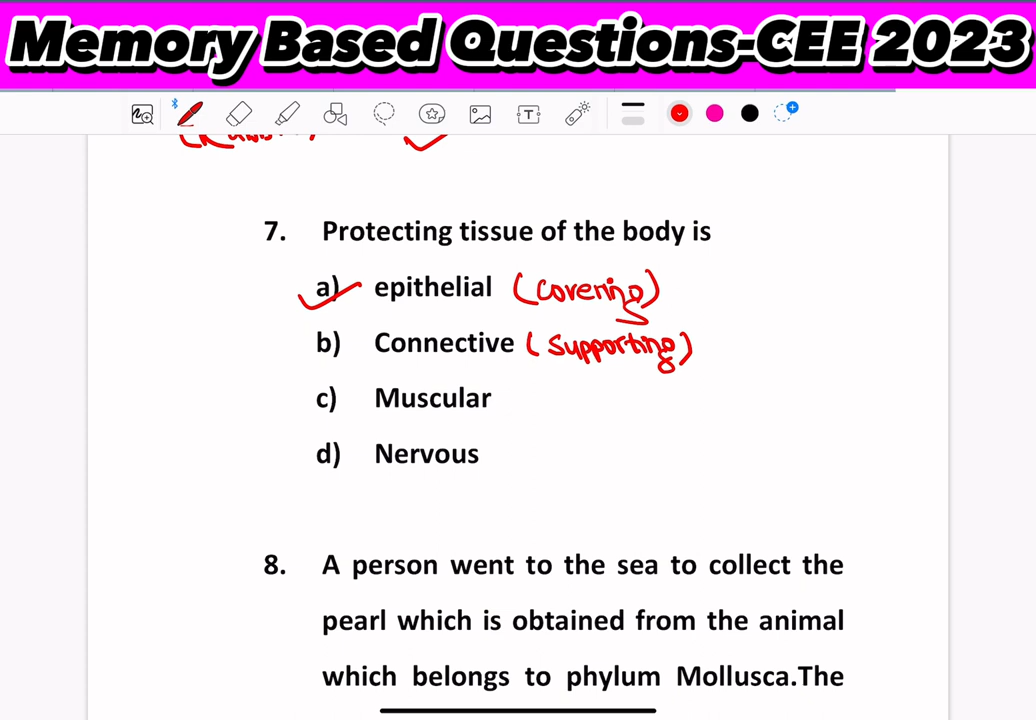 Memory Based Questions-CEE 2023
7. Protecting tissue of the body is
a) epithelial (covering)
b) Connective (supporting)
c) Muscular
d) Nervous
8. A person went to the sea to collect the
pearl which is obtained from the animal
which belongs to phylum Mollusca.The